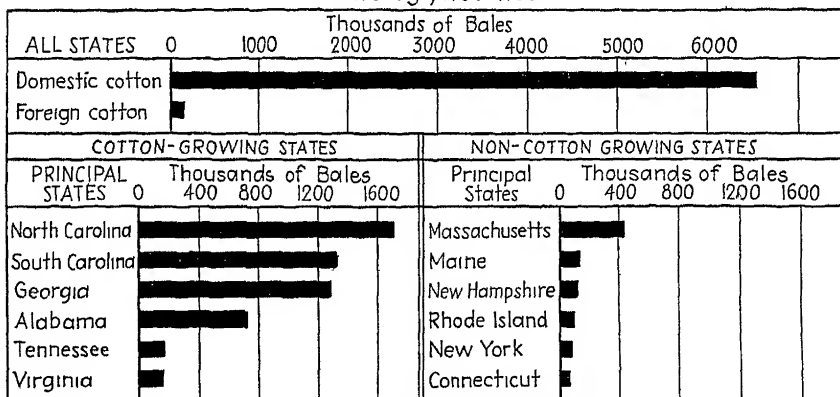 Thousands of Bales
ALL STATES 0 1000 2000 3000 4000 5000 6000
Domestic cotton
Foreign cotton
COTTON-GROWING STATES
PRINCIPAL STATES
Thousands of Bales
0 400 800 1200 1600
North Carolina
South Carolina
Georgia
Alabama
Tennessee
Virginia
NON-COTTON GROWING STATES
Principal States
Thousands of Bales
0 400 800 1200 1600
Massachusetts
Maine
New Hampshire
Rhode Island
New York
Connecticut